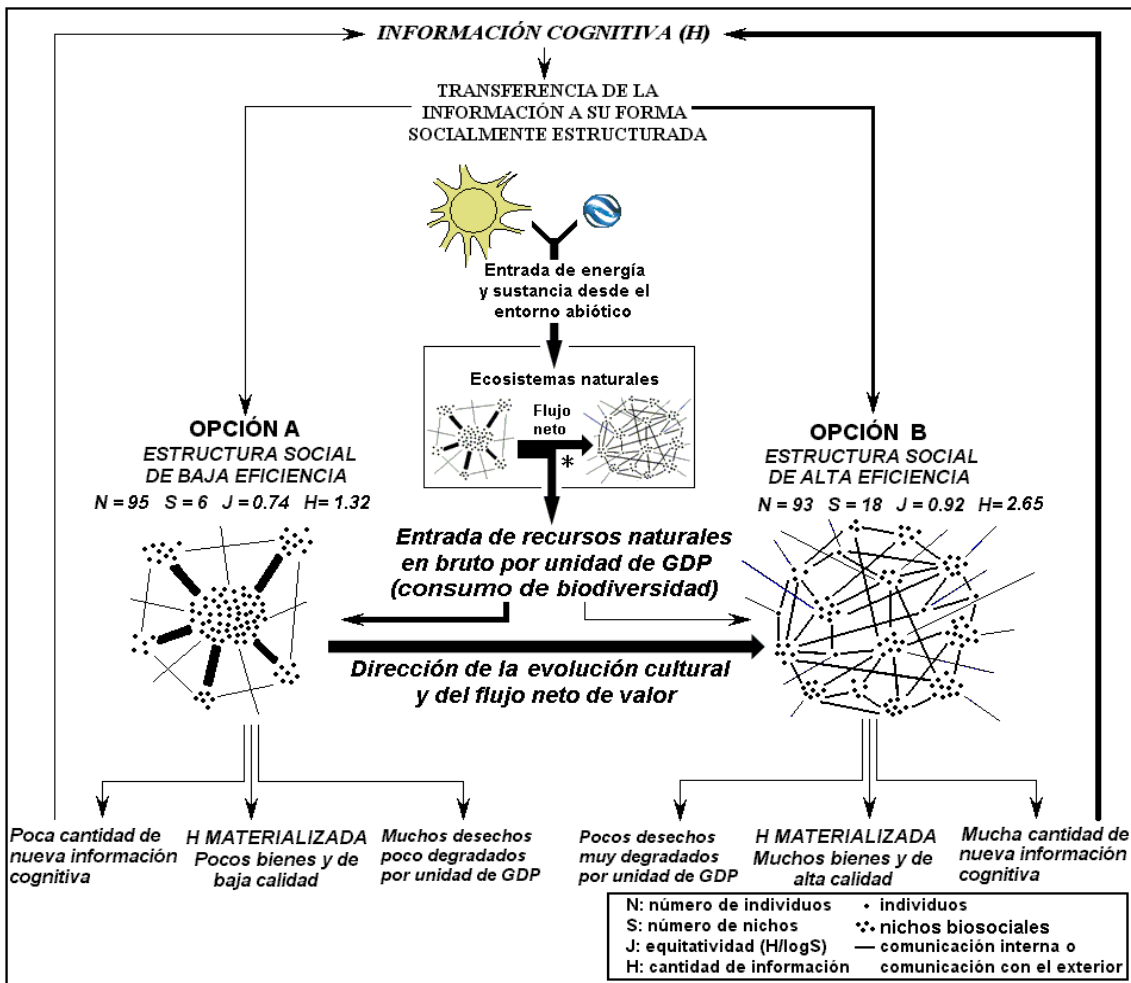 INFORMACIÓN COGNITIVA (H)
TRANSFERENCIA DE LA
INFORMACIÓN A SU FORMA
SOCIALMENTE ESTRUCTURADA
Entrada de energía
y sustancia desde el
entorno abiótico
Ecosistemas naturales
Flujo
neto
*
OPCIÓN A
ESTRUCTURA SOCIAL
DE BAJA EFICIENCIA
N = 95 S = 6 J = 0.74 H= 1.32
OPCIÓN B
ESTRUCTURA SOCIAL
DE ALTA EFICIENCIA
N = 93 S = 18 J = 0.92 H= 2.65
Entrada de recursos naturales
en bruto por unidad de GDP
(consumo de biodiversidad)
Dirección de la evolución cultural
y del flujo neto de valor
Poca cantidad de
nueva información
cognitiva
H MATERIALIZADA
Pocos bienes y de
baja calidad
Muchos desechos
poco degradados
por unidad de GDP
Pocos desechos
muy degradados
por unidad de GDP
H MATERIALIZADA
Muchos bienes y de
alta calidad
Mucha cantidad de
nueva información
cognitiva
N: número de individuos
S: número de nichos
J: equitatividad (H/logS)
H: cantidad de información
individuos
nichos biosociales
comunicación interna o
comunicación con el exterior